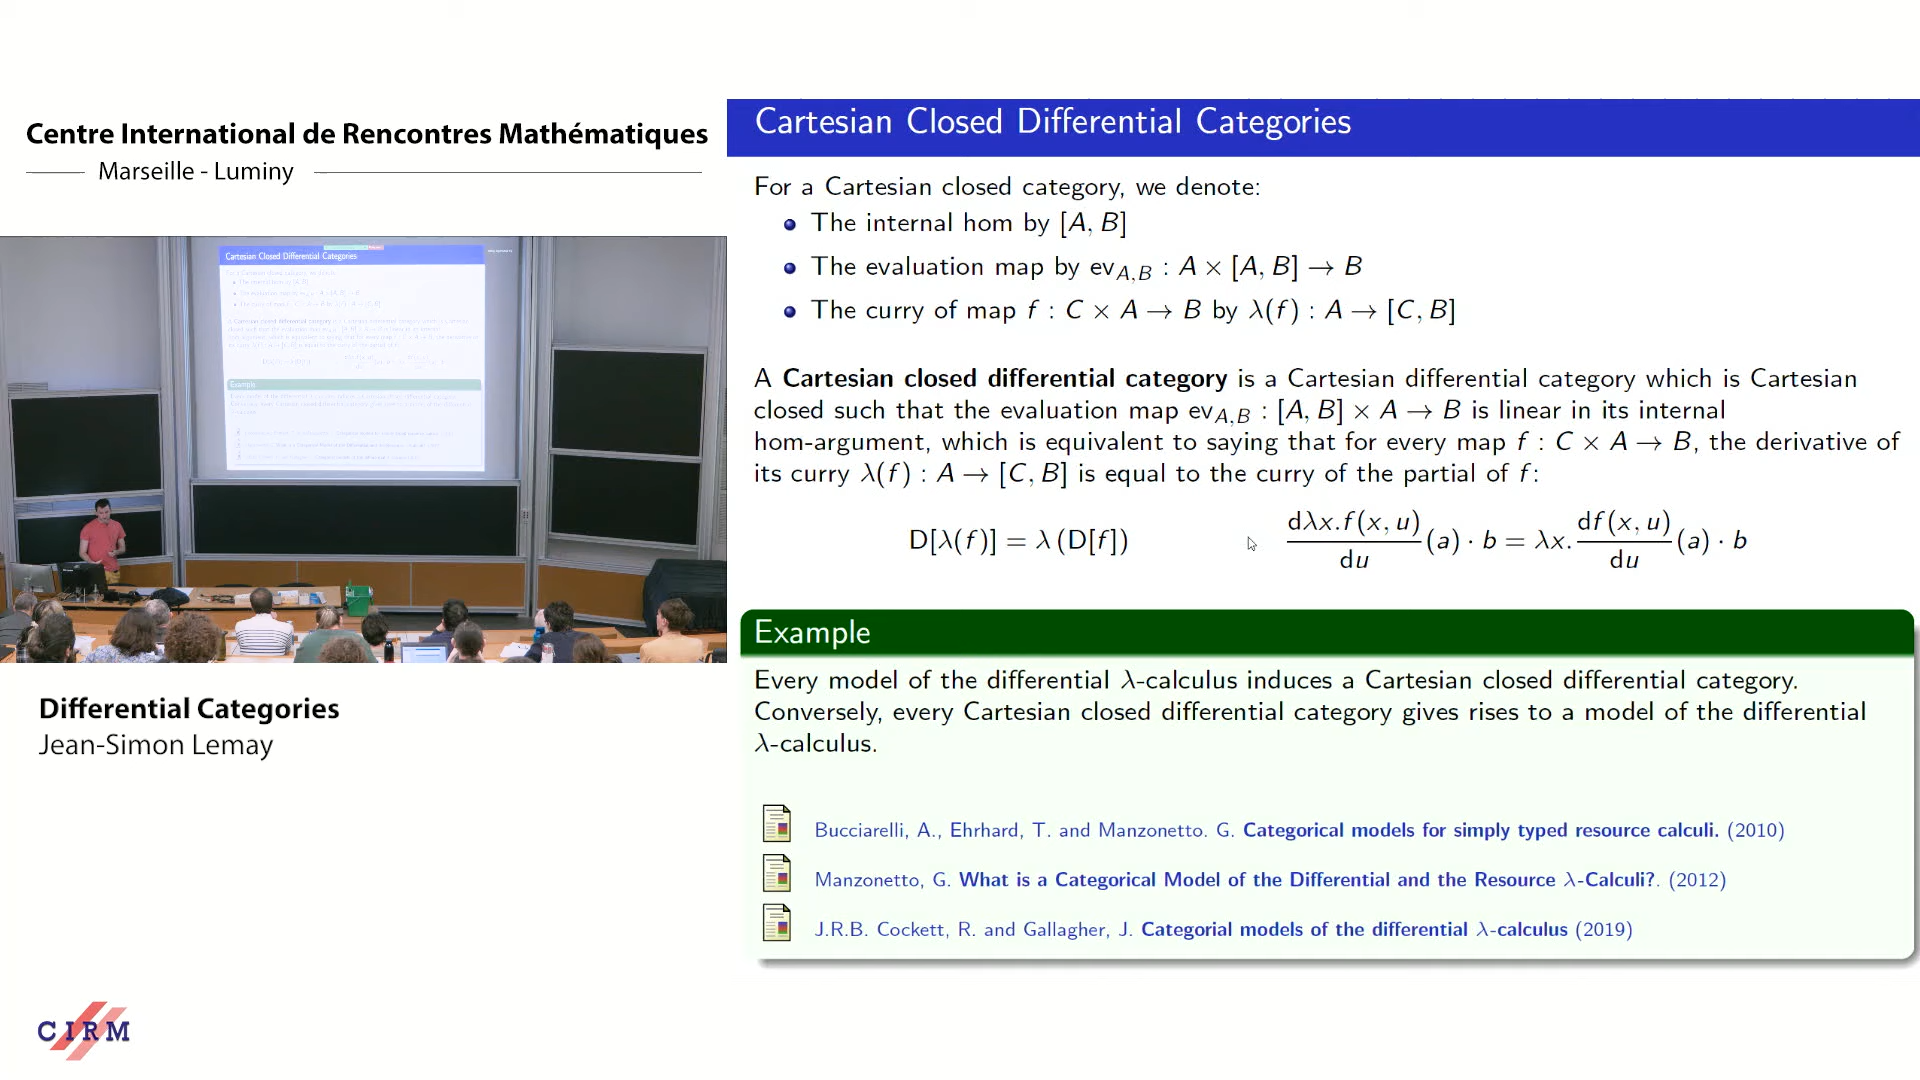 Centre International de Rencontres Mathématiques
Marseille - Luminy
Cartesian Closed Differential Categories
For a Cartesian closed category, we denote:
The internal hom by [A, B]
The evaluation map by ev_{A,B} : A × [A, B] → B
The curry of map f : C × A → B by λ(f) : A → [C, B]
A Cartesian closed differential category is a Cartesian differential category which is Cartesian
closed such that the evaluation map ev_{A,B} : [A, B] × A → B is linear in its internal
hom-argument, which is equivalent to saying that for every map f : C × A → B, the derivative of
its curry λ(f) : A → [C, B] is equal to the curry of the partial of f:
D[λ(f)] = λ (D[f]) dλx.f(x, u)/du (a) · b = λx. df(x, u)/du (a) · b
Example
Every model of the differential λ-calculus induces a Cartesian closed differential category.
Conversely, every Cartesian closed differential category gives rises to a model of the differential
λ-calculus.
Bucciarelli, A., Ehrhard, T. and Manzonetto. G. Categorical models for simply typed resource calculi. (2010)
Manzonetto, G. What is a Categorical Model of the Differential and the Resource λ-Calculi?. (2012)
J.R.B. Cockett, R. and Gallagher, J. Categorial models of the differential λ-calculus (2019)
Cartesian Closed Differential Categories
Example
Differential Categories
Jean-Simon Lemay
CIRM